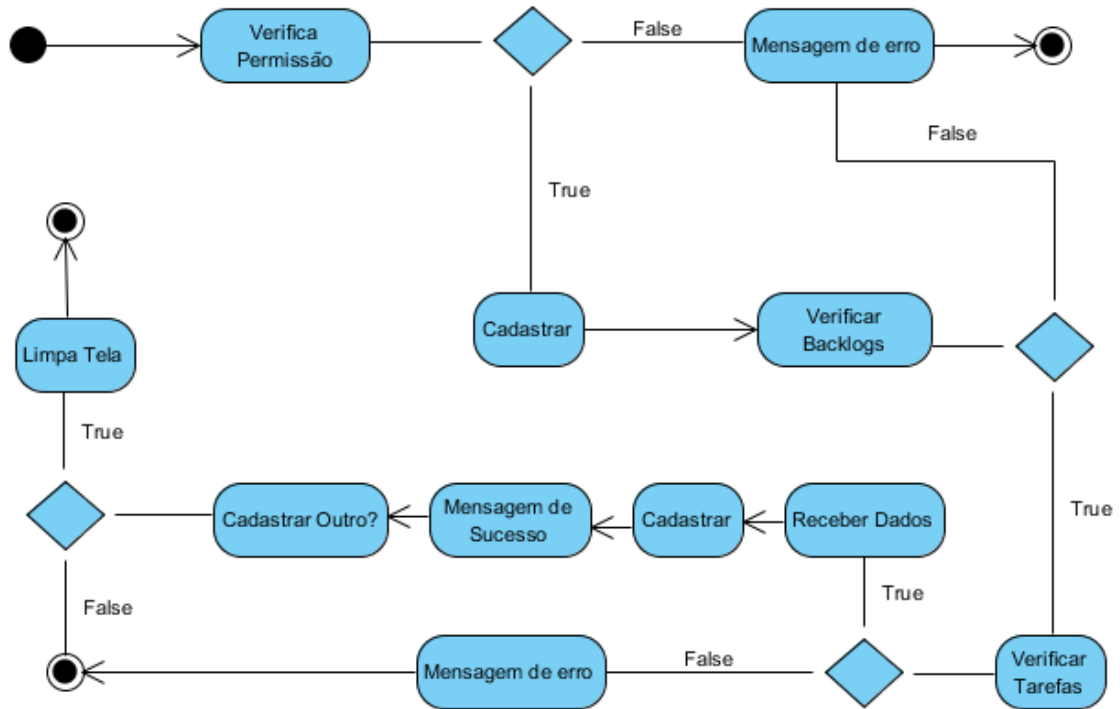 Verifica
Permissão
False
Mensagem de erro
False
True
Cadastrar
Verificar
Backlogs
Limpa Tela
True
Cadastrar Outro?
Mensagem de
Sucesso
Cadastrar
Receber Dados
True
True
False
Mensagem de erro
False
Verificar
Tarefas